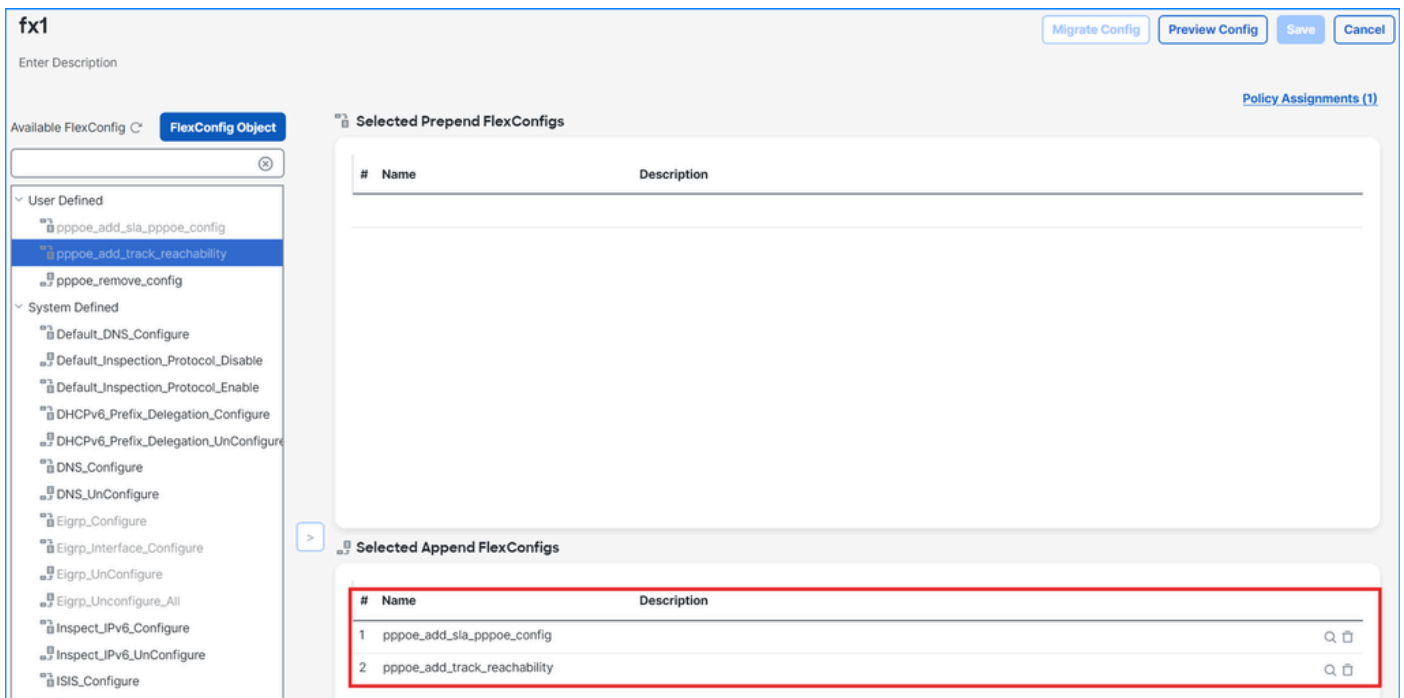 fx1
Migrate Config Preview Config Save Cancel
Enter Description
Policy Assignments (1)
Available FlexConfig FlexConfig Object
Selected Prepend FlexConfigs
# Name Description
User Defined
pppoe_add_sla_pppoe_config
pppoe_add_track_reachability
pppoe_remove_config
System Defined
Default_DNS_Configure
Default_Inspection_Protocol_Disable
Default_Inspection_Protocol_Enable
DHCPv6_Prefix_Delegation_Configure
DHCPv6_Prefix_Delegation_UnConfigure
DNS_Configure
DNS_UnConfigure
Eigrp_Configure
Eigrp_Interface_Configure
Eigrp_UnConfigure
Eigrp_Unconfigure_All
Inspect_IPv6_Configure
Inspect_IPv6_UnConfigure
ISIS_Configure
>
Selected Append FlexConfigs
# Name Description
1 pppoe_add_sla_pppoe_config
2 pppoe_add_track_reachability